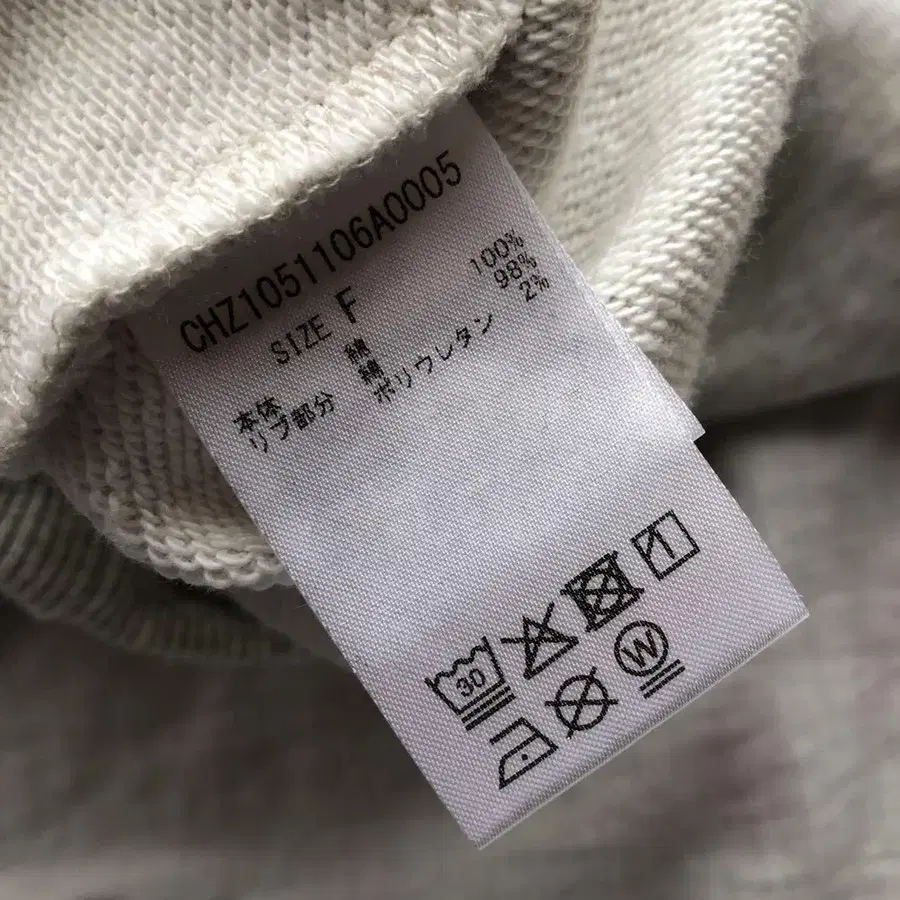 CHZ1051106A0005
SIZE F
本体 綿 100%
リブ部分 綿 98%
ポリウレタン 2%
30
W